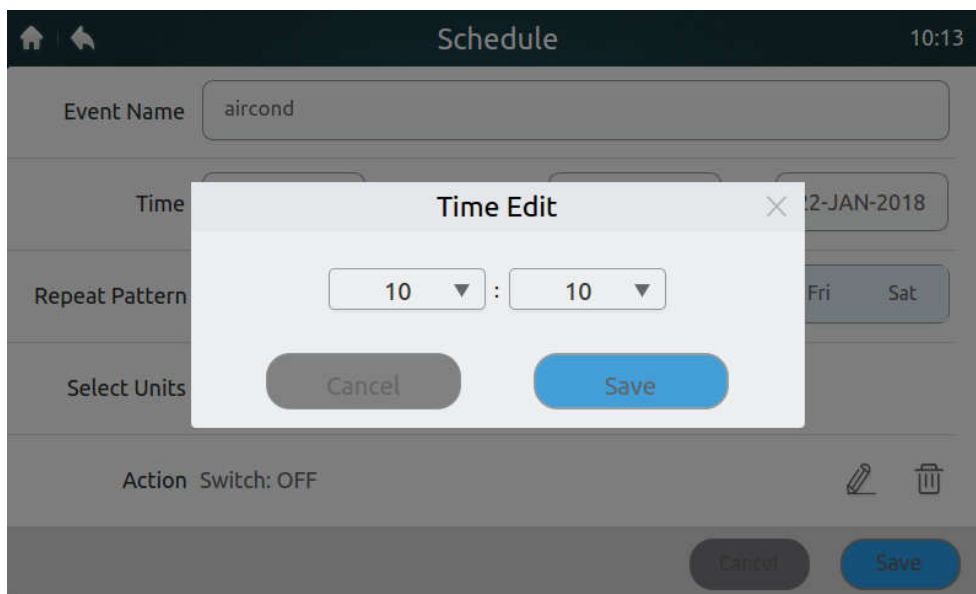 Schedule 10:13
Event Name aircond
Time 22-JAN-2018
Time Edit
10 : 10
Repeat Pattern Fri Sat
Cancel Save
Select Units
Action Switch: OFF
Cancel Save